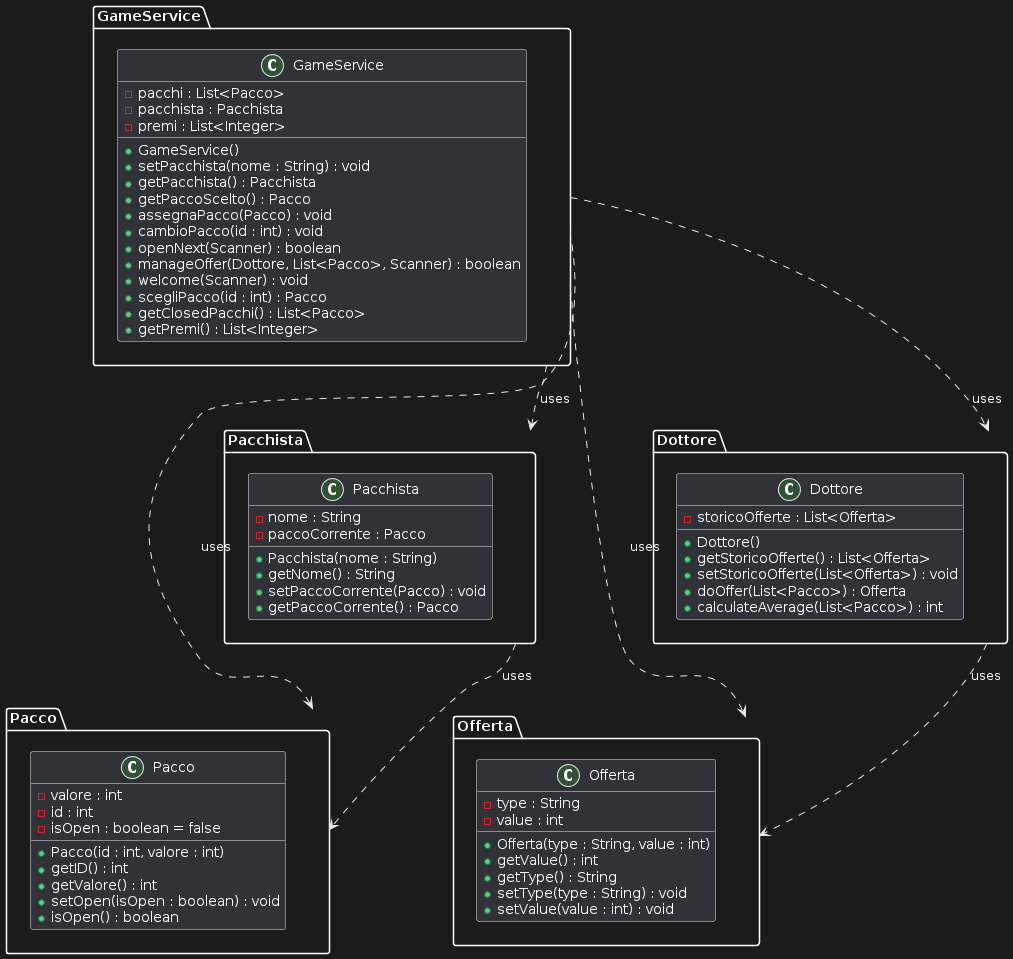 GameService
C GameService
pacchi : List<Pacco>
pacchista : Pacchista
premi : List<Integer>
GameService()
setPacchista(nome : String) : void
getPacchista() : Pacchista
getPaccoScelto() : Pacco
assegnaPacco(Pacco) : void
cambioPacco(id : int) : void
openNext(Scanner) : boolean
manageOffer(Dottore, List<Pacco>, Scanner) : boolean
welcome(Scanner) : void
scegliPacco(id : int) : Pacco
getClosedPacchi() : List<Pacco>
getPremi() : List<Integer>
uses
uses
Pacchista
C Pacchista
nome : String
paccoCorrente : Pacco
Pacchista(nome : String)
getNome() : String
setPaccoCorrente(Pacco) : void
getPaccoCorrente() : Pacco
Dottore
C Dottore
storicoOfferte : List<Offerta>
Dottore()
getStoricoOfferte() : List<Offerta>
setStoricoOfferte(List<Offerta>) : void
doOffer(List<Pacco>) : Offerta
calculateAverage(List<Pacco>) : int
uses
uses
uses
uses
Pacco
C Pacco
valore : int
id : int
isOpen : boolean = false
Pacco(id : int, valore : int)
getID() : int
getValore() : int
setOpen(isOpen : boolean) : void
isOpen() : boolean
Offerta
C Offerta
type : String
value : int
Offerta(type : String, value : int)
getValue() : int
getType() : String
setType(type : String) : void
setValue(value : int) : void